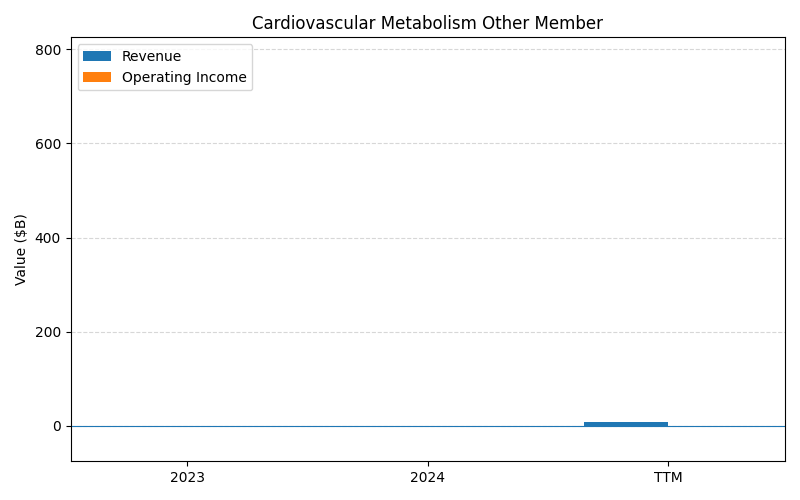 Cardiovascular Metabolism Other Member
Revenue
Operating Income
Value ($B)
800
600
400
200
0
2023
2024
TTM